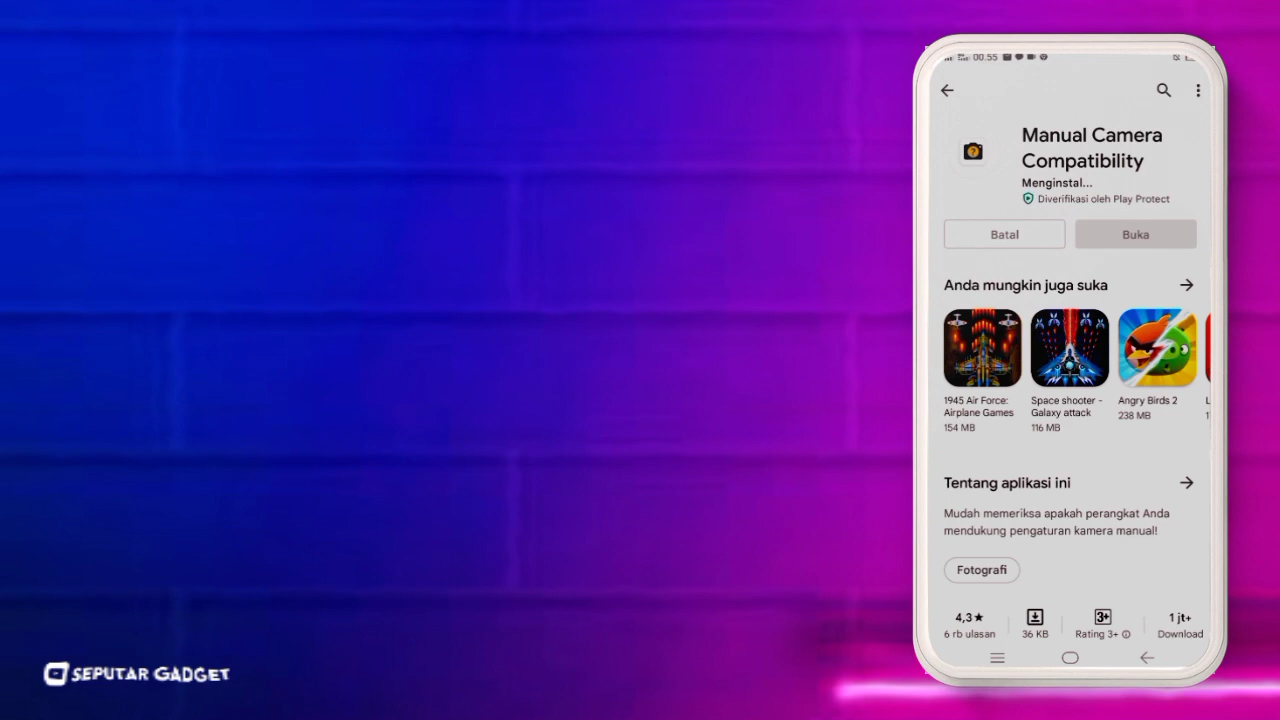 00.55
Manual Camera
Compatibility
Menginstal...
Diverifikasi oleh Play Protect
Batal
Buka
Anda mungkin juga suka
1945 Air Force:
Airplane Games
154 MB
Space shooter -
Galaxy attack
116 MB
Angry Birds 2
238 MB
Tentang aplikasi ini
Mudah memeriksa apakah perangkat Anda
mendukung pengaturan kamera manual!
Fotografi
4,3★
6 rb ulasan
36 KB
3+
Rating 3+
1 jt+
Download
SEPUTAR GADGET